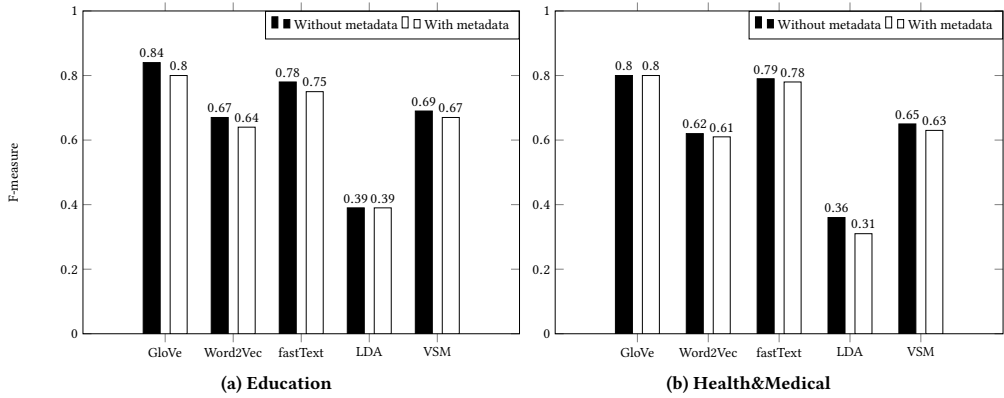 F-measure
1
0.8
0.6
0.4
0.2
0
Without metadata With metadata
0.84 0.8 0.67 0.64 0.78 0.75 0.39 0.39 0.69 0.67
GloVe Word2Vec fastText LDA VSM
(a) Education
1
0.8
0.6
0.4
0.2
0
Without metadata With metadata
0.8 0.8 0.62 0.61 0.79 0.78 0.36 0.31 0.65 0.63
GloVe Word2Vec fastText LDA VSM
(b) Health&Medical